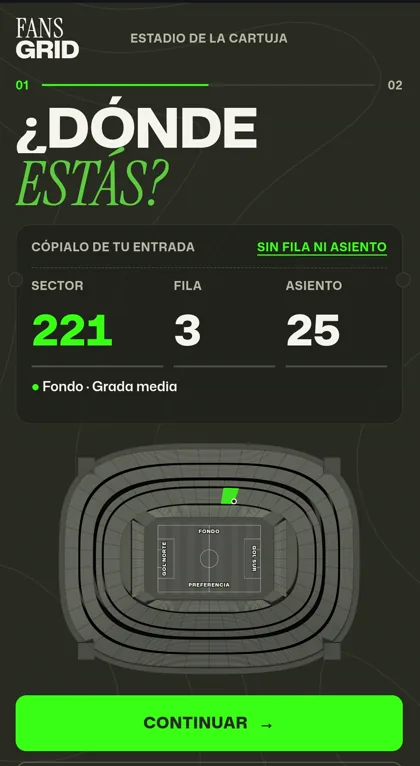 FANS
GRID
ESTADIO DE LA CARTUJA
01
02
¿DÓNDE
ESTÁS?
CÓPIALO DE TU ENTRADA
SIN FILA NI ASIENTO
SECTOR
FILA
ASIENTO
221
3
25
Fondo · Grada media
FONDO
GOL NORTE
GOL SUR
PREFERENCIA
CONTINUAR →